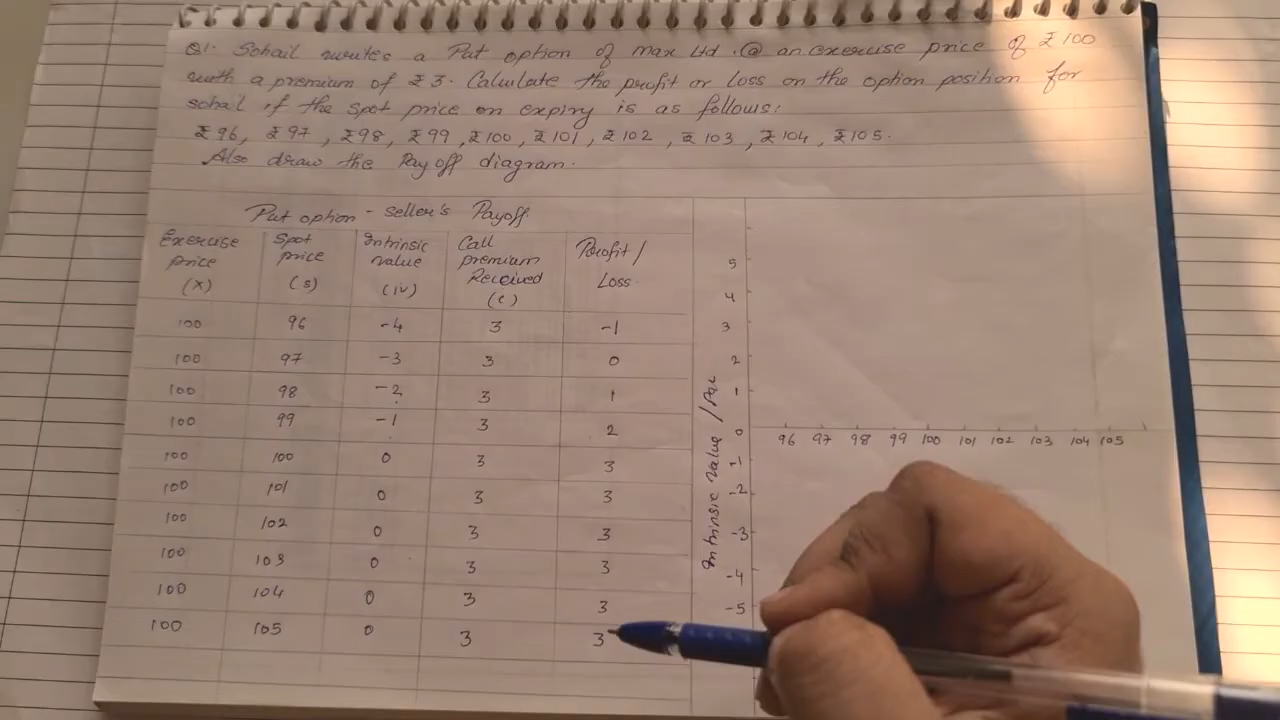 Q1. Sohail writes a Put option of Max Ltd. @ an exercise price of ₹100
with a premium of ₹3. Calculate the profit or loss on the option position for
sohail if the spot price on expiry is as follows:
₹96, ₹97, ₹98, ₹99, ₹100, ₹101, ₹102, ₹103, ₹104, ₹105.
Also draw the Pay off diagram.
Put option - seller's Payoff
Exercise price (X) Spot price (s) Intrinsic value (iv) Call premium Received (c) Profit / Loss
100 96 -4 3 -1
100 97 -3 3 0
100 98 -2 3 1
100 99 -1 3 2
100 100 0 3 3
100 101 0 3 3
100 102 0 3 3
100 103 0 3 3
100 104 0 3 3
100 105 0 3 3
Intrinsic value /
5
4
3
2
1
0
-1
-2
-3
-4
-5
96 97 98 99 100 101 102 103 104 105